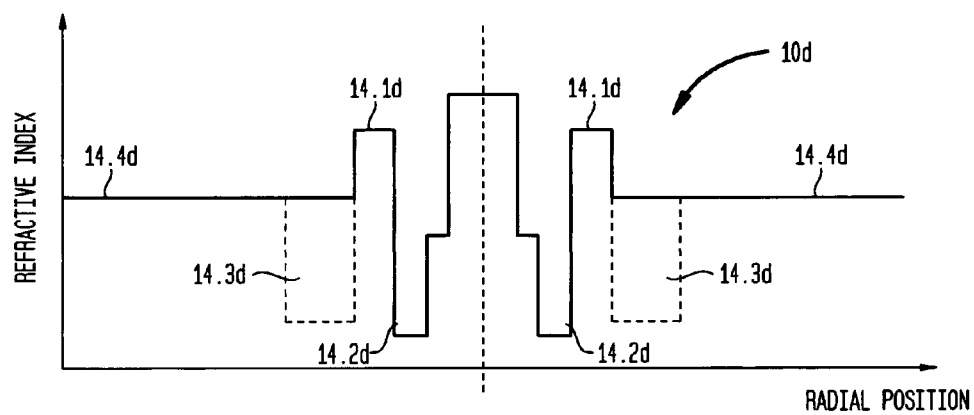 10d
14.1d
14.1d
14.4d
14.4d
REFRACTIVE INDEX
14.3d
14.3d
14.2d
14.2d
RADIAL POSITION